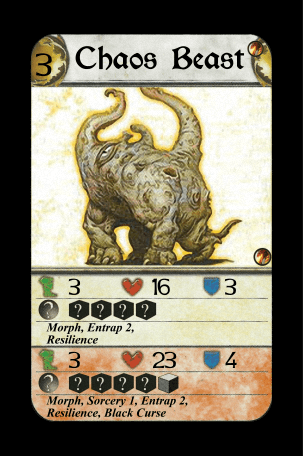 3 Chaos Beast
3 16 3
? ? ? ? ?
Morph, Entrap 2,
Resilience
3 23 4
? ? ? ? ?
Morph, Sorcery 1, Entrap 2,
Resilience, Black Curse